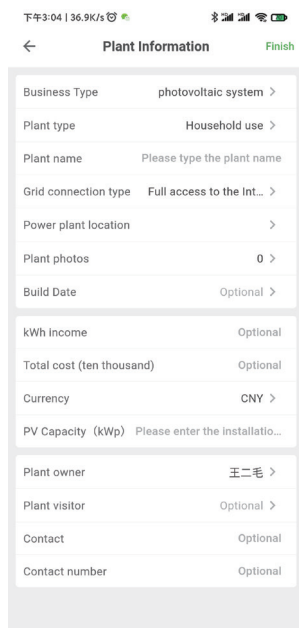 下午3:04 | 36.9K/s
Plant Information
Finish
Business Type photovoltaic system
Plant type Household use
Plant name Please type the plant name
Grid connection type Full access to the Int...
Power plant location
Plant photos 0
Build Date Optional
kWh income Optional
Total cost (ten thousand) Optional
Currency CNY
PV Capacity（kWp） Please enter the installatio...
Plant owner 王二毛
Plant visitor Optional
Contact Optional
Contact number Optional